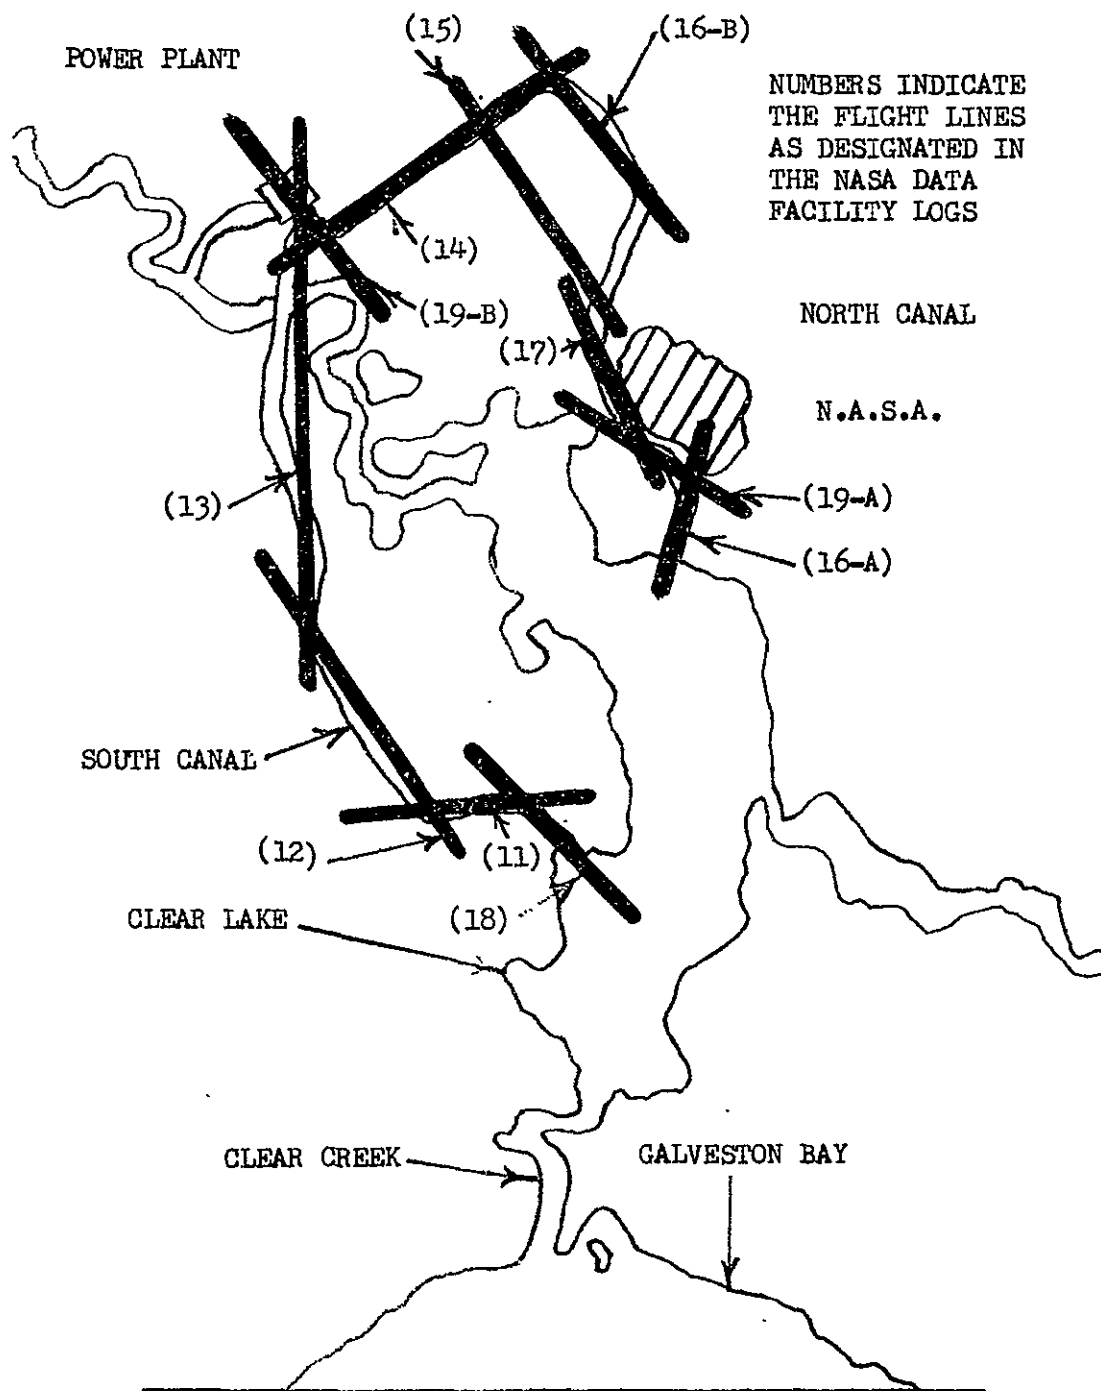 (15)
(16-B)
POWER PLANT
NUMBERS INDICATE
THE FLIGHT LINES
AS DESIGNATED IN
THE NASA DATA
FACILITY LOGS
(14)
(19-B)
NORTH CANAL
(17)
N.A.S.A.
(13)
(19-A)
(16-A)
SOUTH CANAL
(12)
(11)
CLEAR LAKE
(18)
CLEAR CREEK
GALVESTON BAY